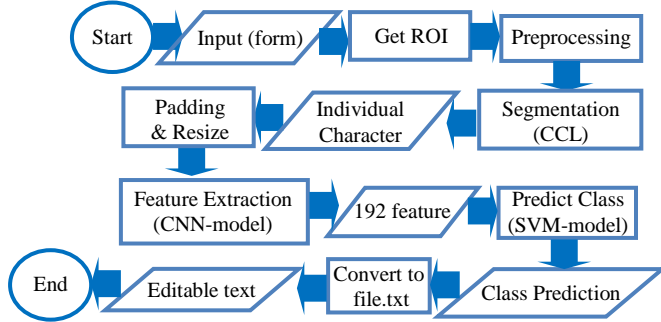 Start
Input (form)
Get ROI
Preprocessing
Segmentation
(CCL)
Individual
Character
Padding
& Resize
Feature Extraction
(CNN-model)
192 feature
Predict Class
(SVM-model)
Class Prediction
Convert to
file.txt
Editable text
End